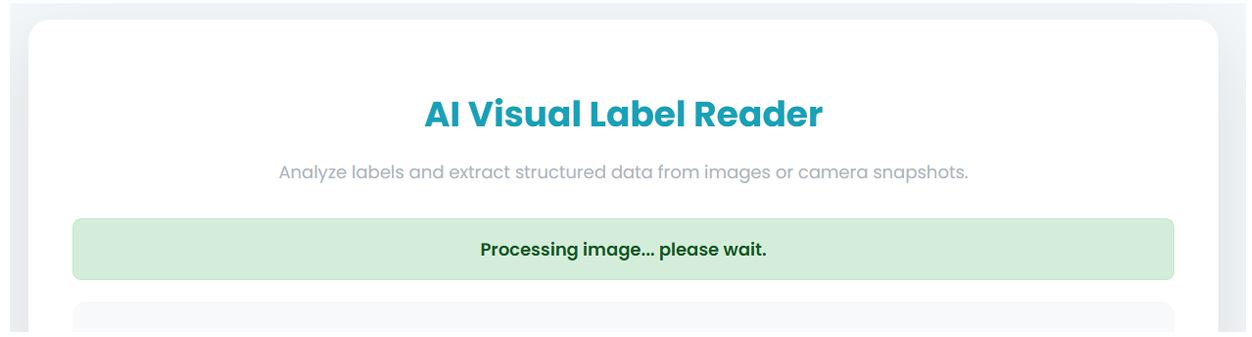 AI Visual Label Reader
Analyze labels and extract structured data from images or camera snapshots.
Processing image... please wait.